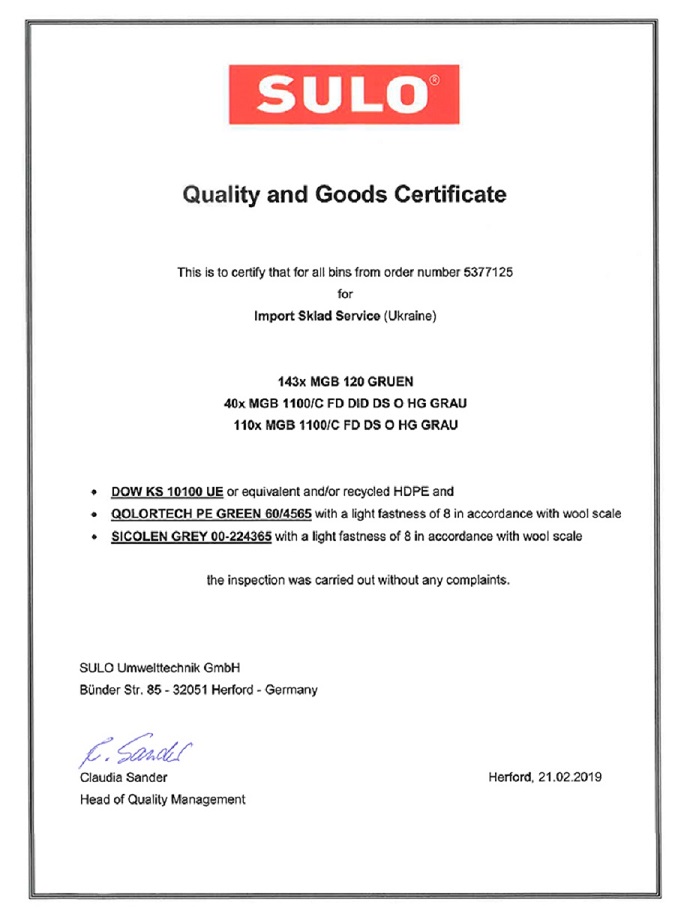 SULO®
Quality and Goods Certificate
This is to certify that for all bins from order number 5377125
for
Import Sklad Service (Ukraine)
143x MGB 120 GRUEN
40x MGB 1100/C FD DID DS O HG GRAU
110x MGB 1100/C FD DS O HG GRAU
• DOW KS 10100 UE or equivalent and/or recycled HDPE and
• QOLORTECH PE GREEN 60/4565 with a light fastness of 8 in accordance with wool scale
• SICOLEN GREY 00-224365 with a light fastness of 8 in accordance with wool scale
the inspection was carried out without any complaints.
SULO Umwelttechnik GmbH
Bünder Str. 85 - 32051 Herford - Germany
C. Sander
Claudia Sander
Herford, 21.02.2019
Head of Quality Management